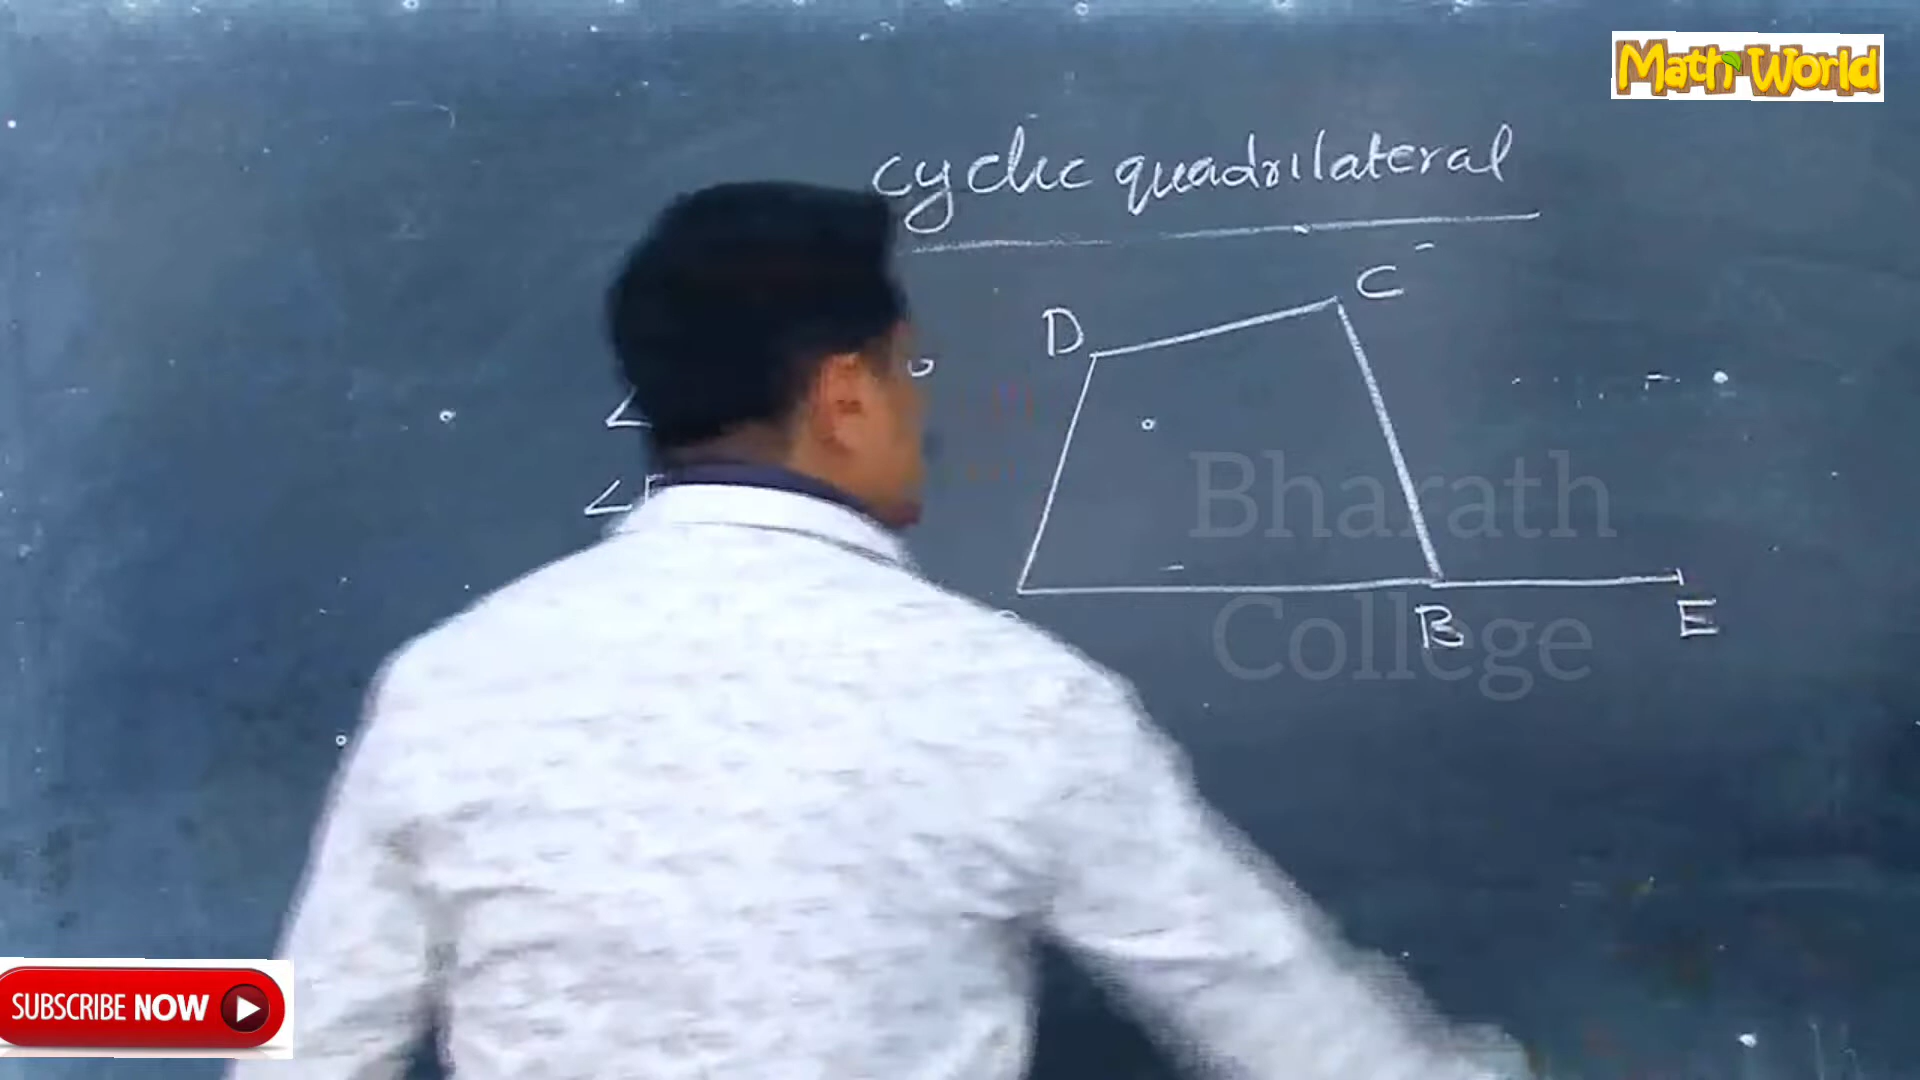 Math World
cyclic quadrilateral
C
D
∠
∠
Bharath
College
B
E
SUBSCRIBE NOW